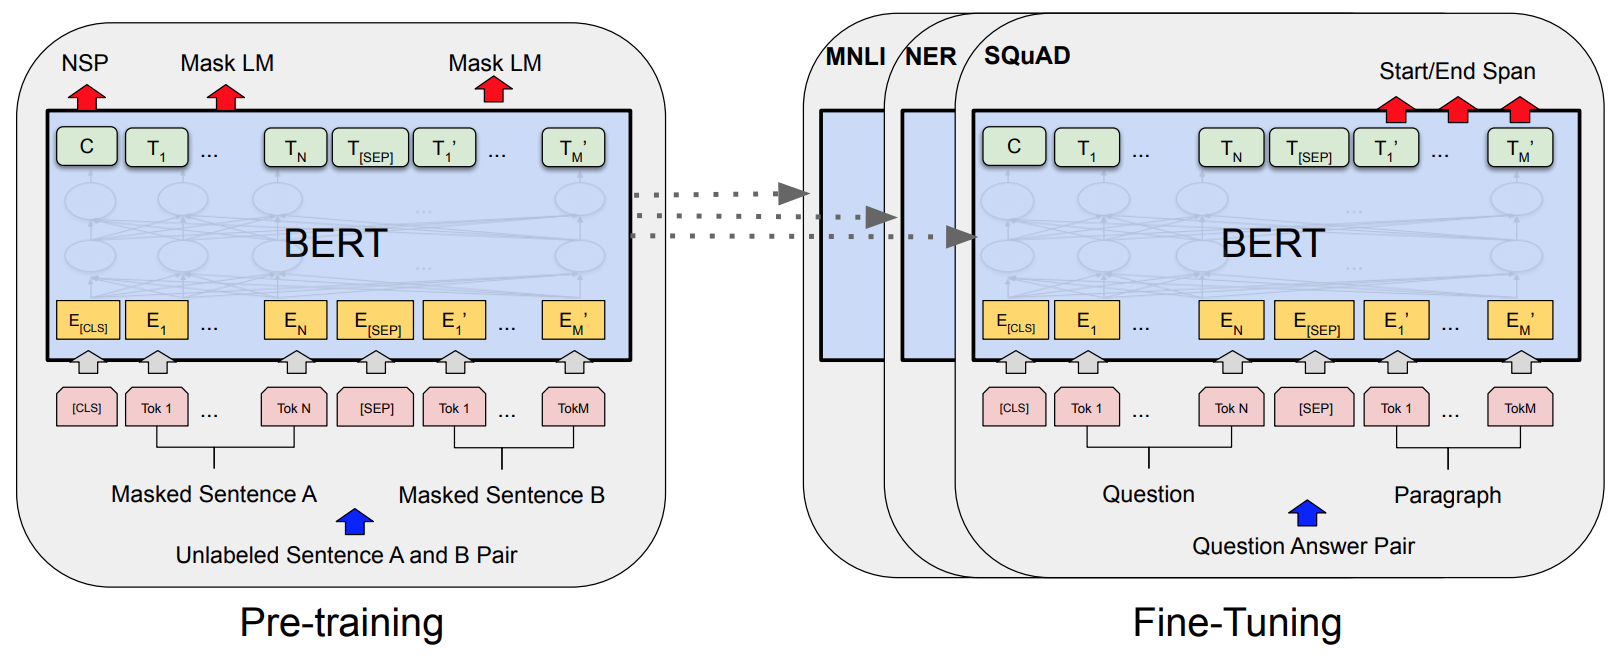 NSP Mask LM Mask LM
C T1 ... TN T[SEP] T1’ ... TM’
...
BERT
...
E[CLS] E1 ... EN E[SEP] E1’ ... EM’
[CLS] Tok 1 ... Tok N [SEP] Tok 1 ... TokM
Masked Sentence A Masked Sentence B
Unlabeled Sentence A and B Pair
Pre-training
MNLI NER SQuAD
Start/End Span
C T1 ... TN T[SEP] T1’ ... TM’
...
BERT
...
E[CLS] E1 ... EN E[SEP] E1’ ... EM’
[CLS] Tok 1 ... Tok N [SEP] Tok 1 ... TokM
Question Paragraph
Question Answer Pair
Fine-Tuning